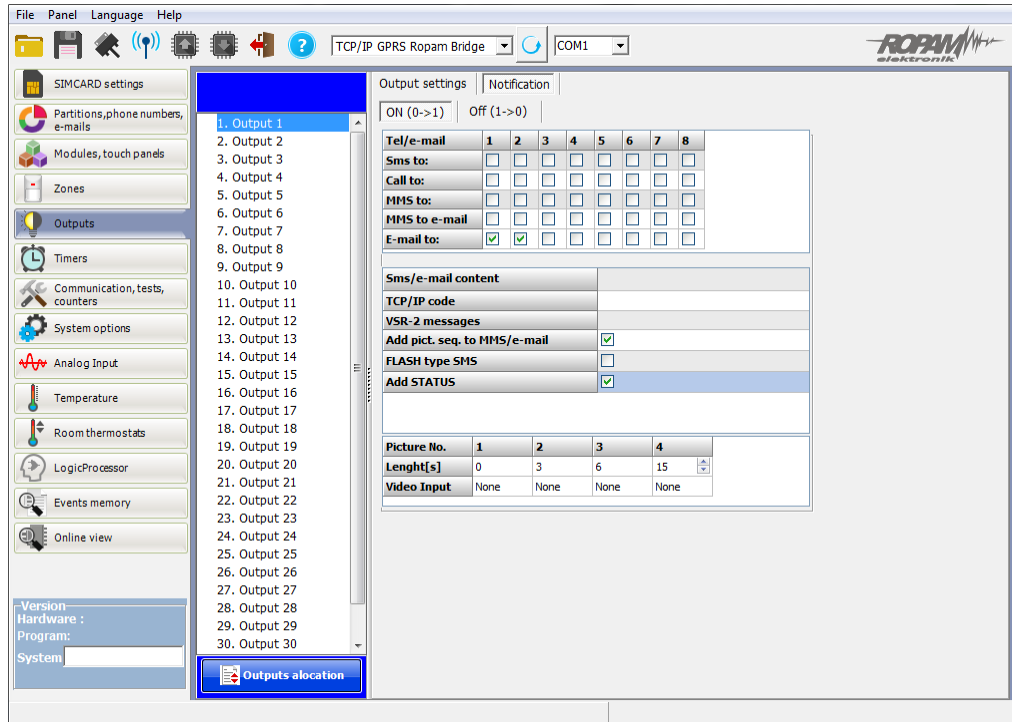 File Panel Language Help
TCP/IP GPRS Ropam Bridge COM1
ROPAM
elektronik
SIMCARD settings
Partitions,phone numbers,
e-mails
Modules, touch panels
Zones
Outputs
Timers
Communication, tests,
counters
System options
Analog Input
Temperature
Room thermostats
LogicProcessor
Events memory
Online view
Version
Hardware :
Program:
System
1. Output 1
2. Output 2
3. Output 3
4. Output 4
5. Output 5
6. Output 6
7. Output 7
8. Output 8
9. Output 9
10. Output 10
11. Output 11
12. Output 12
13. Output 13
14. Output 14
15. Output 15
16. Output 16
17. Output 17
18. Output 18
19. Output 19
20. Output 20
21. Output 21
22. Output 22
23. Output 23
24. Output 24
25. Output 25
26. Output 26
27. Output 27
28. Output 28
29. Output 29
30. Output 30
Outputs alocation
Output settings Notification
ON (0->1) Off (1->0)
Tel/e-mail 1 2 3 4 5 6 7 8
Sms to:
Call to:
MMS to:
MMS to e-mail
E-mail to:
Sms/e-mail content
TCP/IP code
VSR-2 messages
Add pict. seq. to MMS/e-mail
FLASH type SMS
Add STATUS
Picture No. 1 2 3 4
Lenght[s] 0 3 6 15
Video Input None None None None